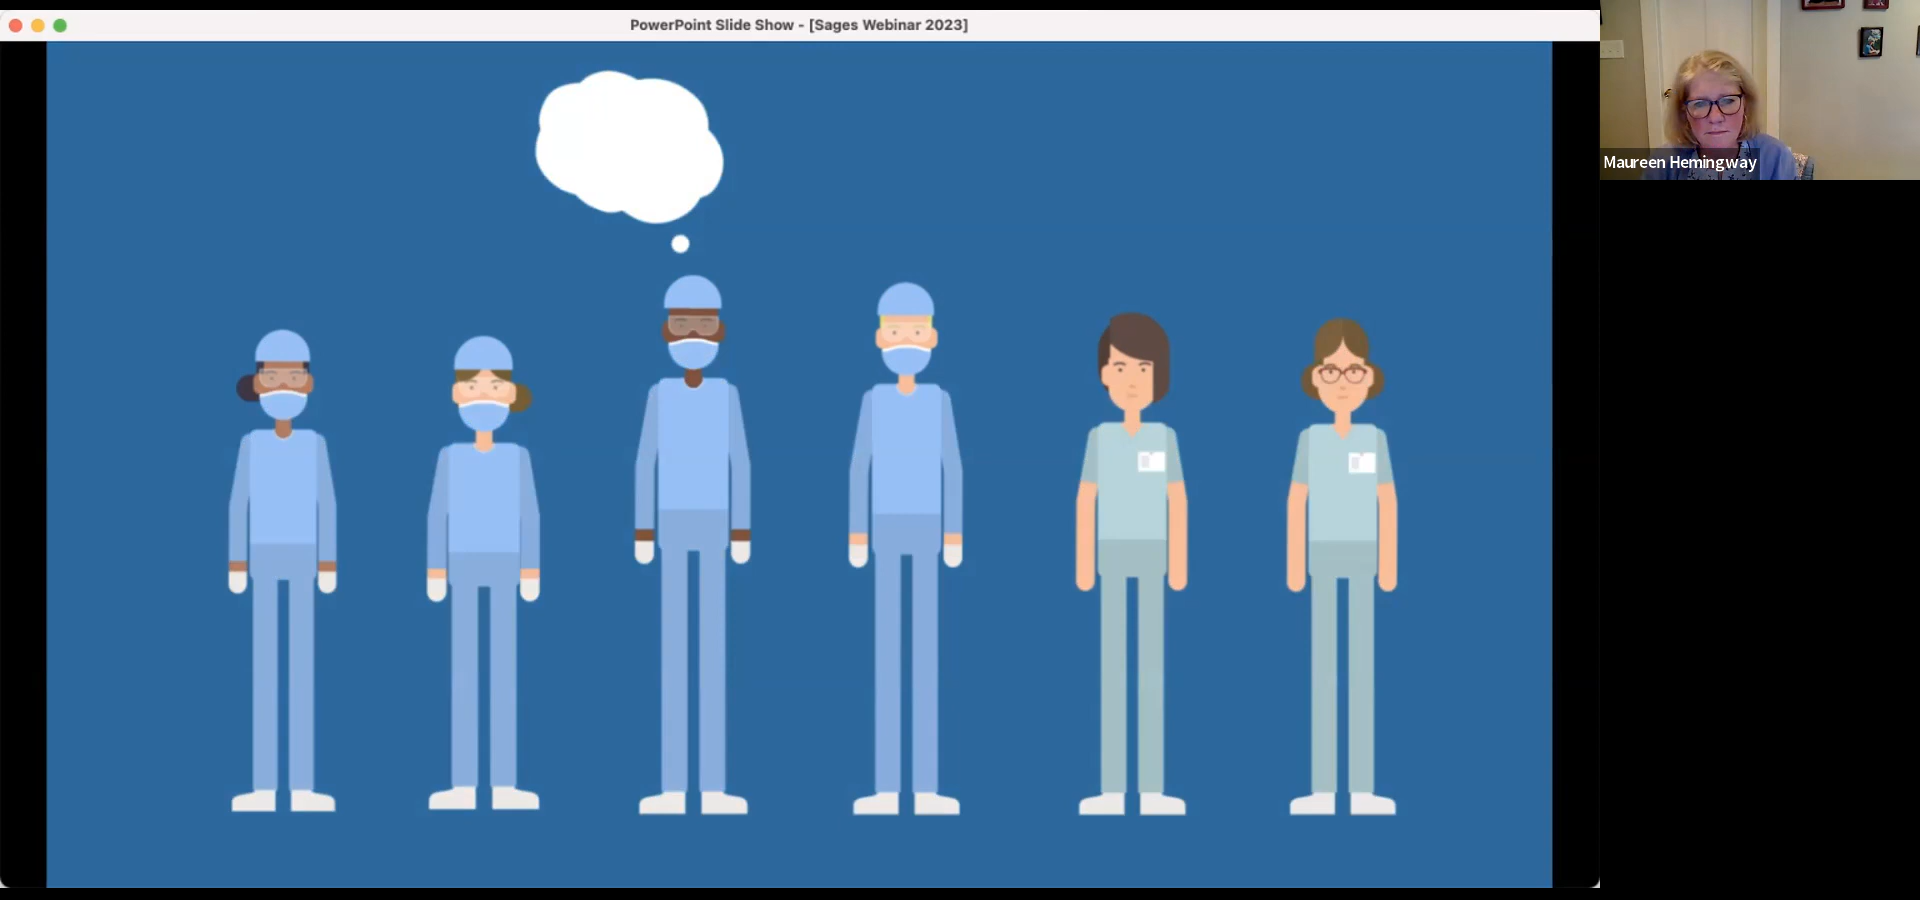 PowerPoint Slide Show - [Sages Webinar 2023]
Maureen Hemingway